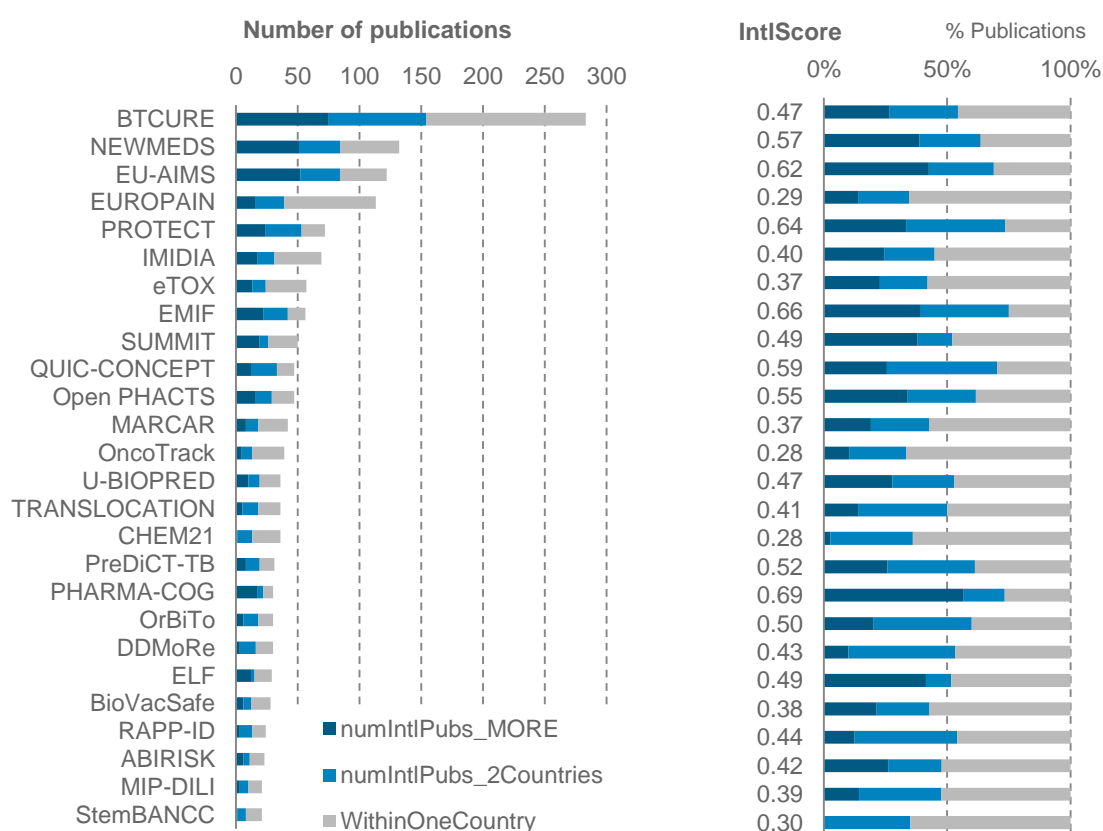 Number of publications
0 50 100 150 200 250 300
BTCURE
NEWMEDS
EU-AIMS
EUROPAIN
PROTECT
IMIDIA
eTOX
EMIF
SUMMIT
QUIC-CONCEPT
Open PHACTS
MARCAR
OncoTrack
U-BIOPRED
TRANSLOCATION
CHEM21
PreDiCT-TB
PHARMA-COG
OrBiTo
DDMoRe
ELF
BioVacSafe
RAPP-ID
ABIRISK
MIP-DILI
StemBANCC
numIntlPubs_MORE
numIntlPubs_2Countries
WithinOneCountry
IntlScore % Publications
0% 50% 100%
0.47
0.57
0.62
0.29
0.64
0.40
0.37
0.66
0.49
0.59
0.55
0.37
0.28
0.47
0.41
0.28
0.52
0.69
0.50
0.43
0.49
0.38
0.44
0.42
0.39
0.30